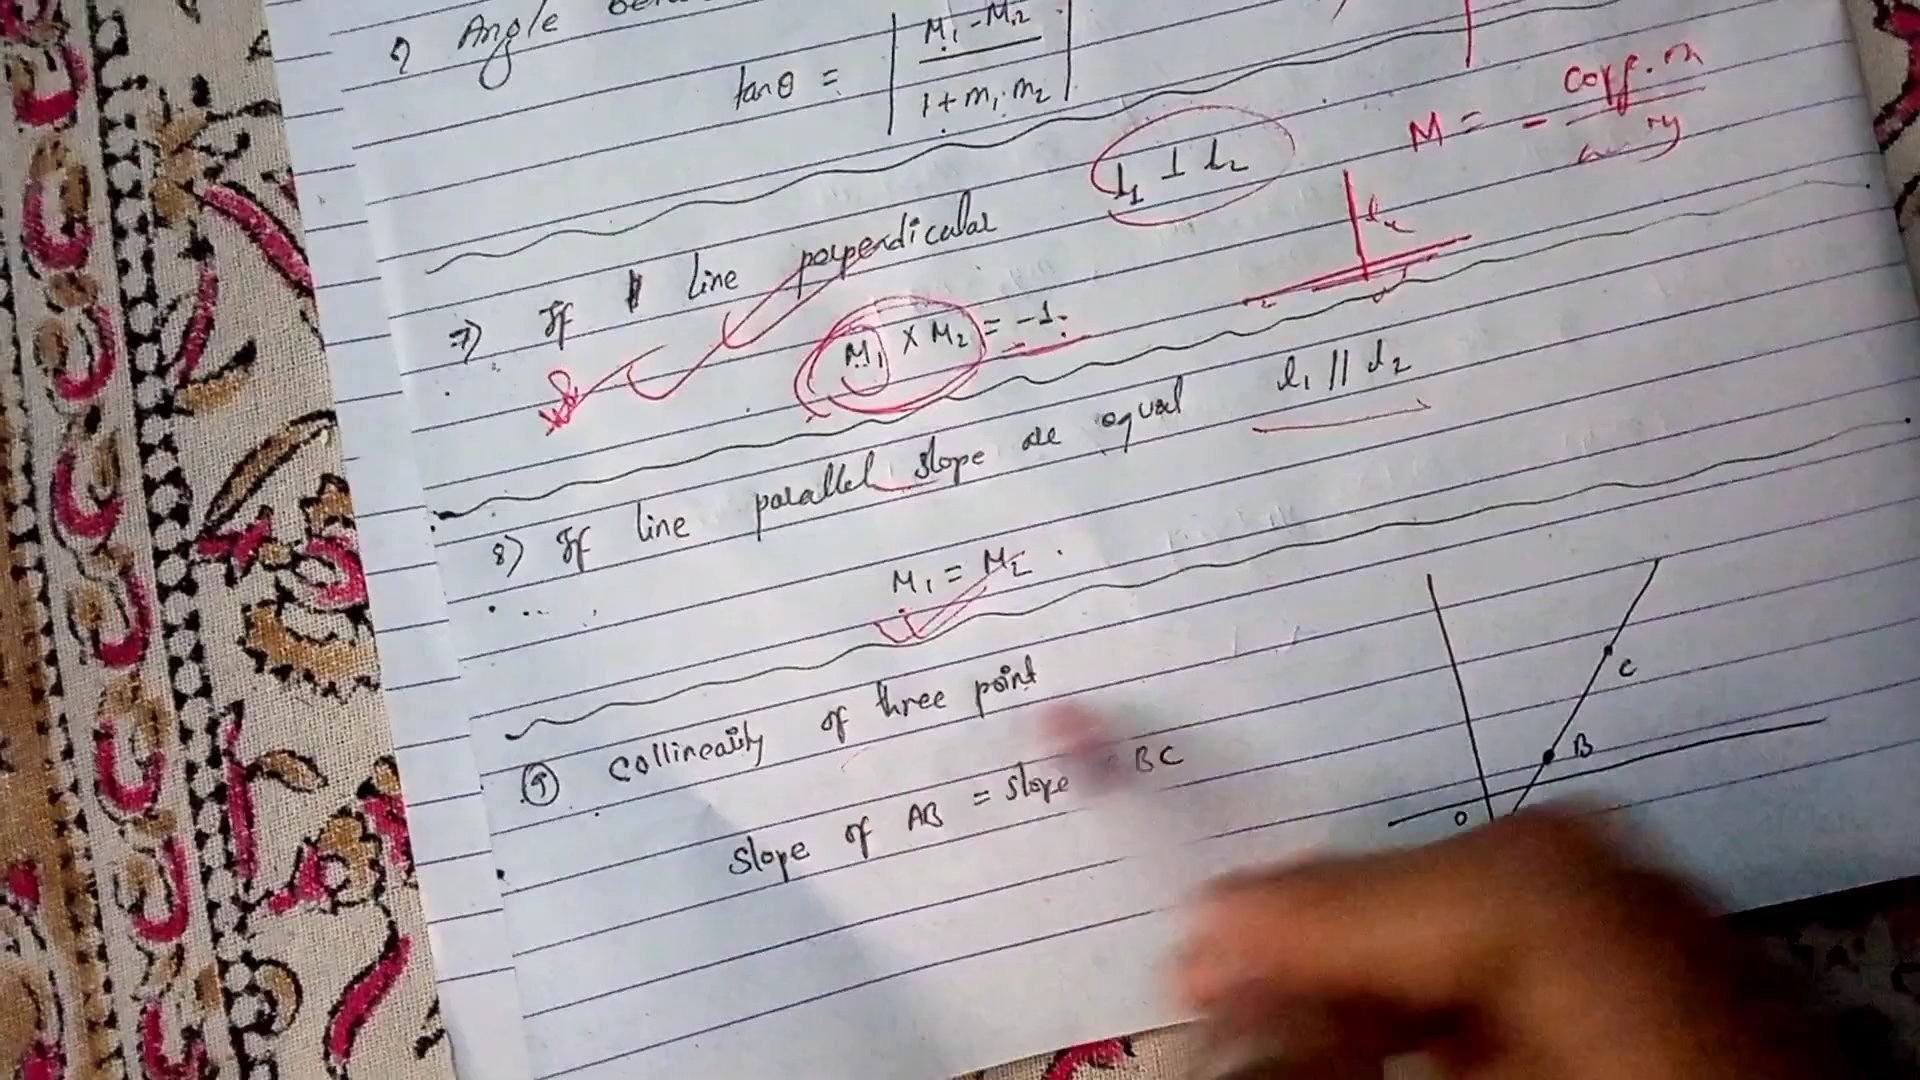 Angle
tanθ = | M₁ - M₂ / 1 + m₁ . m₂ |
M = - coff. x / y
7) If line perpendicular l₁ ⊥ l₂
M₁ × M₂ = -1.
8) If line parallel slope are equal l₁ // l₂
M₁ = M₂ .
9) Collinearity of three point
C
B
Slope of AB = slope BC
O